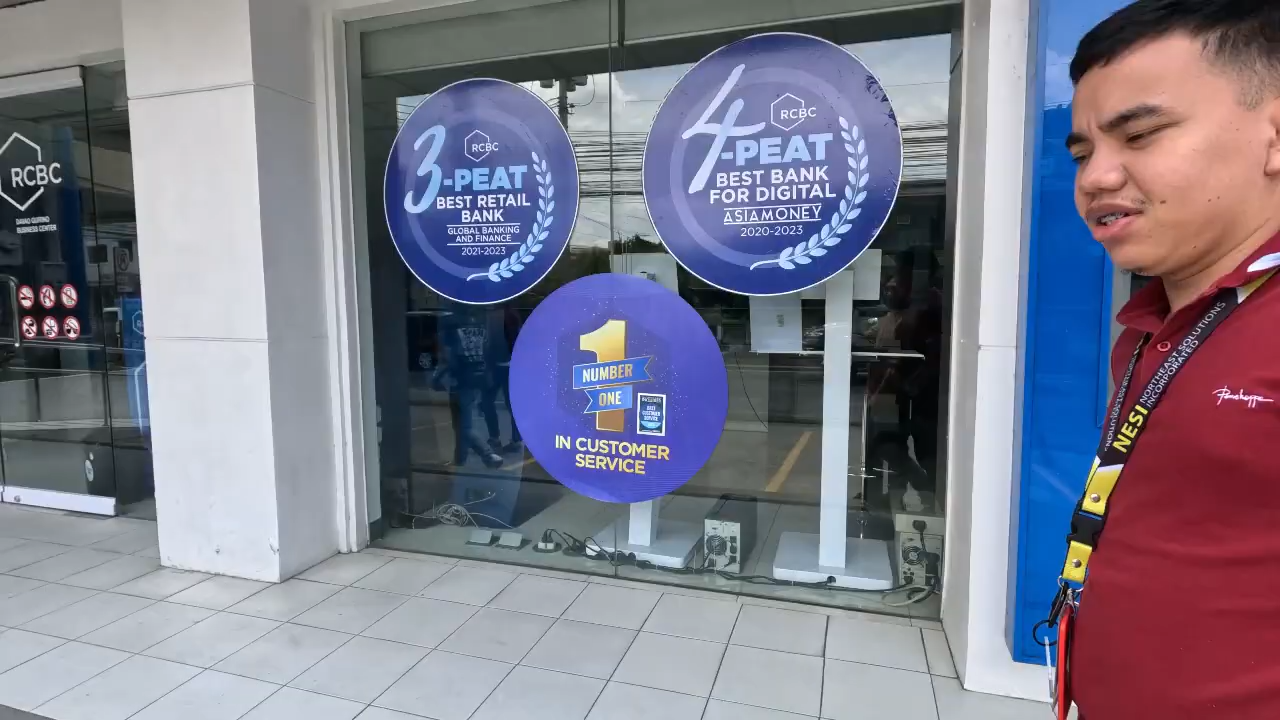 RCBC
DAVAO QUIRINO
BUSINESS CENTER
3-PEAT
RCBC
BEST RETAIL
BANK
GLOBAL BANKING
AND FINANCE
2021-2023
4-PEAT
RCBC
BEST BANK
FOR DIGITAL
ASIAMONEY
2020-2023
1
NUMBER
ONE
IN CUSTOMER
SERVICE
RCBC
NESI
NORTHEAST SOLUTIONS
INCORPORATED
Penshoppe